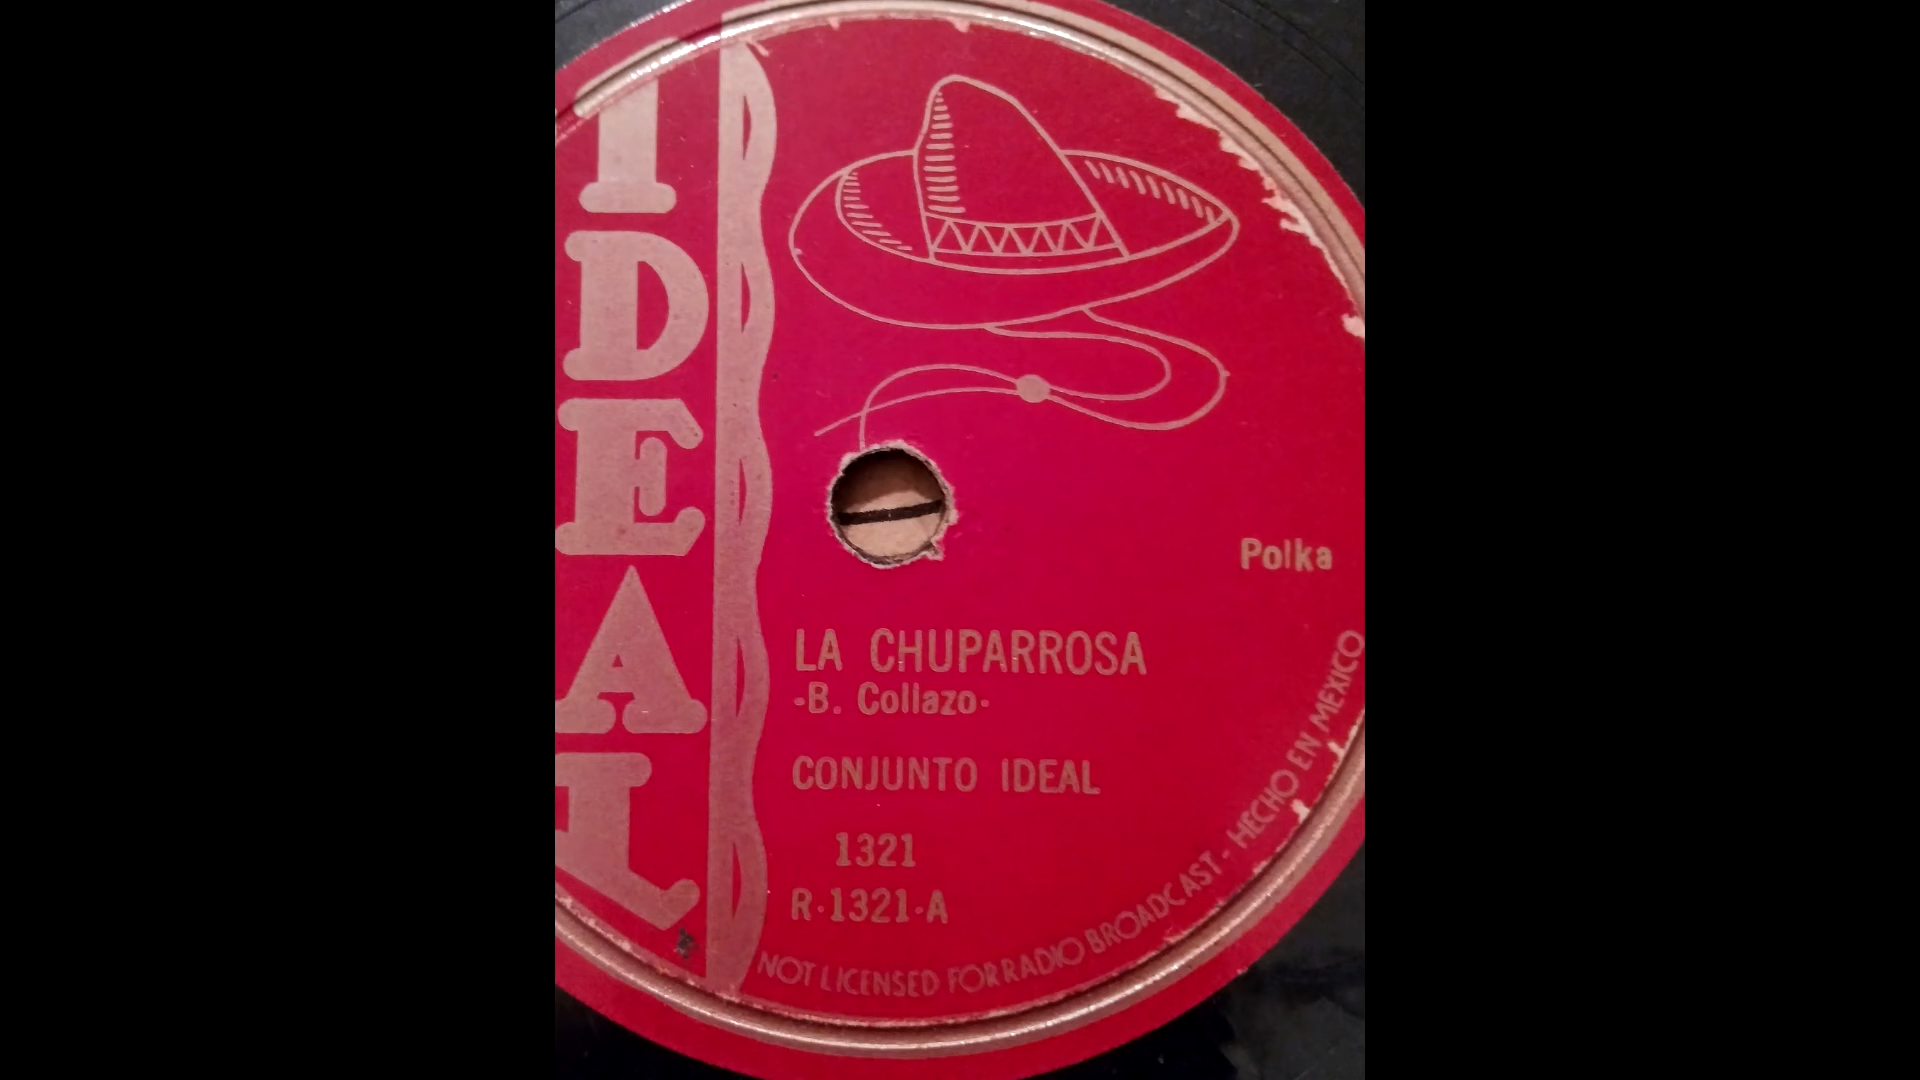 IDEAL
Polka
LA CHUPARROSA
-B. Collazo-
CONJUNTO IDEAL
1321
R-1321-A
NOT LICENSED FOR RADIO BROADCAST - HECHO EN MEXICO